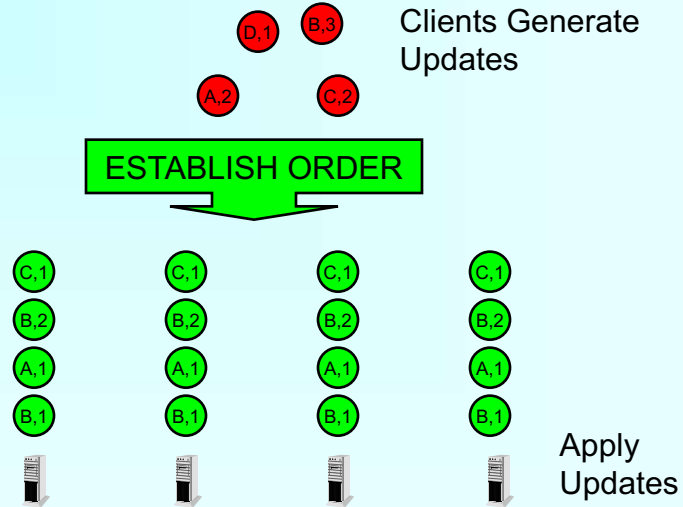 D,1 B,3 Clients Generate
Updates
A,2 C,2
ESTABLISH ORDER
C,1 C,1 C,1 C,1
B,2 B,2 B,2 B,2
A,1 A,1 A,1 A,1
B,1 B,1 B,1 B,1
Apply
Updates